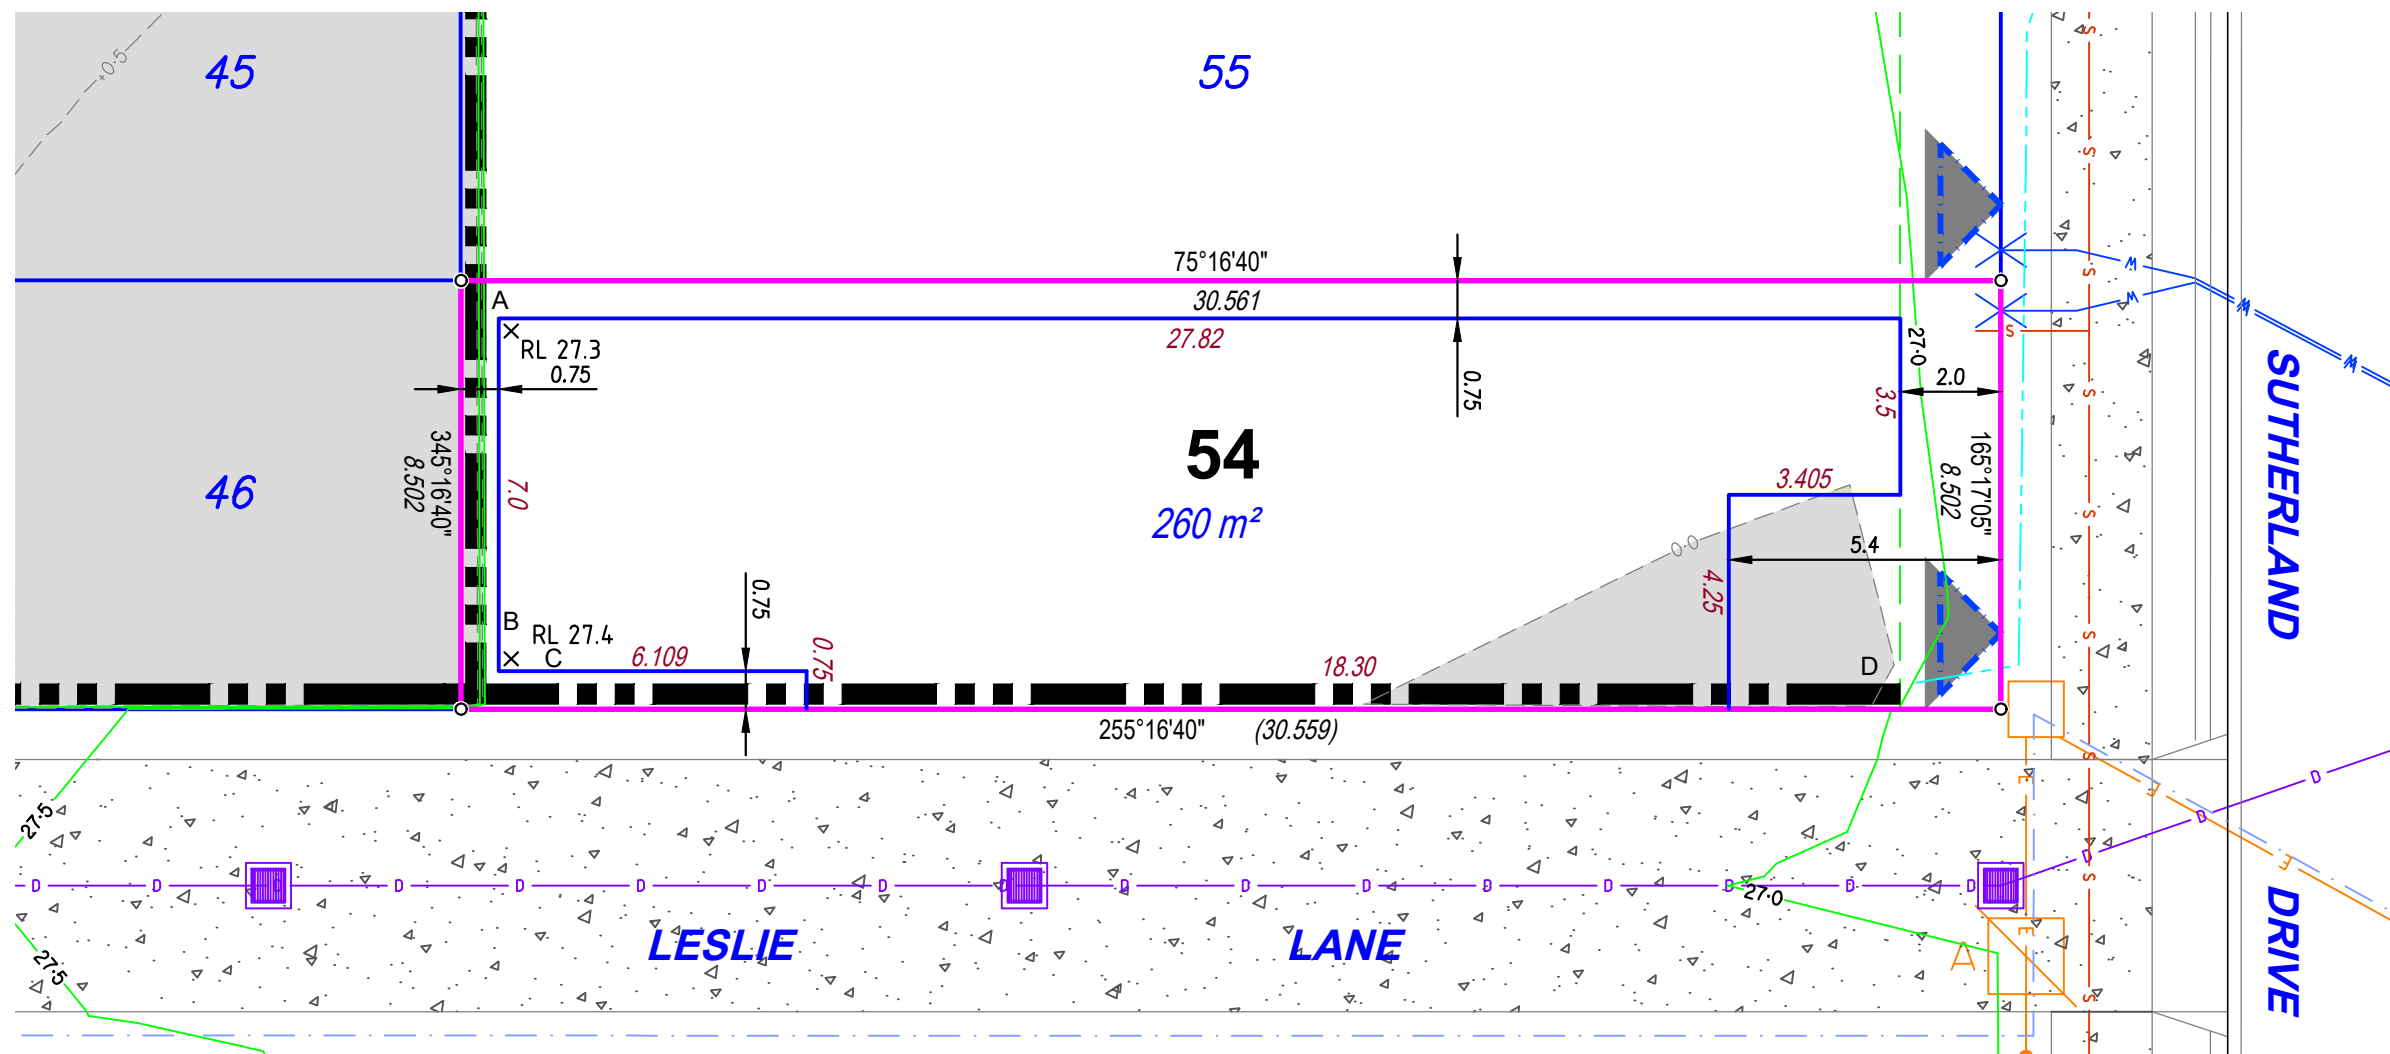 +0·5
45
55
75°16'40"
30.561
27.82
A
RL 27.3
0.75
0.75
27·0
2.0
3.5
SUTHERLAND
DRIVE
54
260 m²
345°16'40"
8.502
7.0
46
3.405
165°17'05"
8.502
0·0
5.4
4.25
B
RL 27.4
C
6.109
0.75
0.75
18.30
D
255°16'40" (30.559)
27·5
27·0
LESLIE LANE
27·5
A
S S S S S S S S S S
W W W W
D D D D D D D D D D D D D D D D D D D D
E E E E